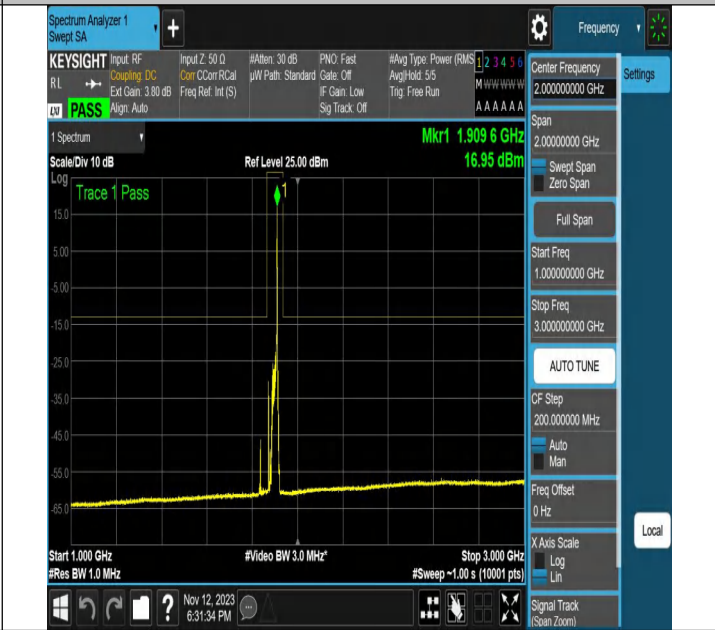 Spectrum Analyzer 1
Swept SA
+
Frequency
KEYSIGHT
RL
LXI
PASS
Input: RF
Coupling: DC
Ext Gain: 3.80 dB
Align: Auto
Input Z: 50 Ω
Corr CCorr RCal
Freq Ref: Int (S)
#Atten: 30 dB
µW Path: Standard
PNO: Fast
Gate: Off
IF Gain: Low
Sig Track: Off
#Avg Type: Power (RMS
Avg|Hold: 5/5
Trig: Free Run
1 2 3 4 5 6
M W W W W W
A A A A A A
1 Spectrum
Scale/Div 10 dB
Ref Level 25.00 dBm
Mkr1 1.909 6 GHz
16.95 dBm
Log
Trace 1 Pass
1
15.0
5.00
-5.00
-15.0
-25.0
-35.0
-45.0
-55.0
-65.0
Start 1.000 GHz
#Res BW 1.0 MHz
#Video BW 3.0 MHz*
Stop 3.000 GHz
#Sweep ~1.00 s (10001 pts)
?
Nov 12, 2023
6:31:34 PM
Center Frequency
2.000000000 GHz
Span
2.00000000 GHz
Swept Span
Zero Span
Full Span
Start Freq
1.000000000 GHz
Stop Freq
3.000000000 GHz
AUTO TUNE
CF Step
200.000000 MHz
Auto
Man
Freq Offset
0 Hz
X Axis Scale
Log
Lin
Signal Track
(Span Zoom)
Settings
Local